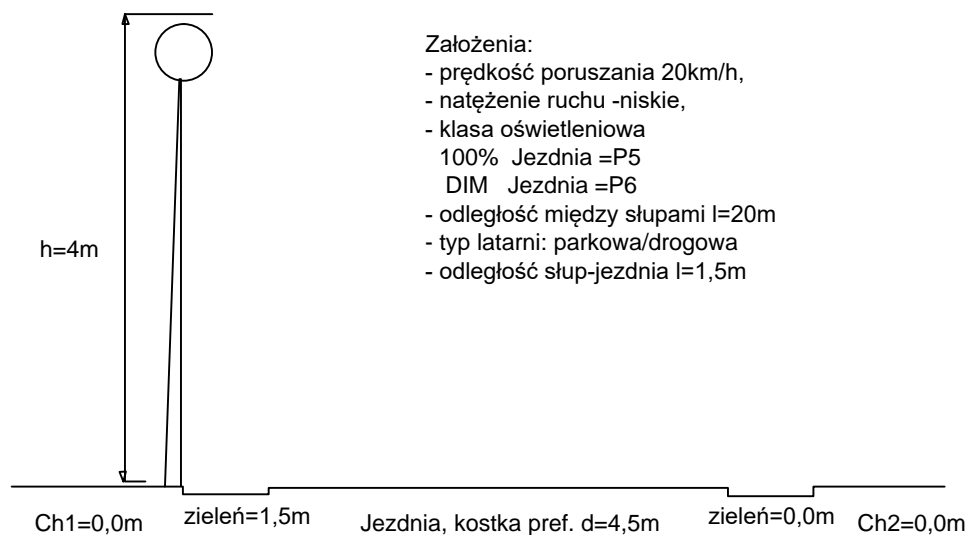 Założenia:
- prędkość poruszania 20km/h,
- natężenie ruchu -niskie,
- klasa oświetleniowa
100% Jezdnia =P5
DIM Jezdnia =P6
- odległość między słupami l=20m
- typ latarni: parkowa/drogowa
- odległość słup-jezdnia l=1,5m
h=4m
Ch1=0,0m
zieleń=1,5m
Jezdnia, kostka pref. d=4,5m
zieleń=0,0m
Ch2=0,0m